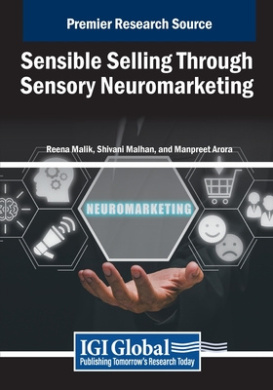 Premier Research Source
Sensible Selling Through
Sensory Neuromarketing
Reena Malik, Shivani Malhan, and Manpreet Arora
NEUROMARKETING
IGI Global
Publishing Tomorrow's Research Today